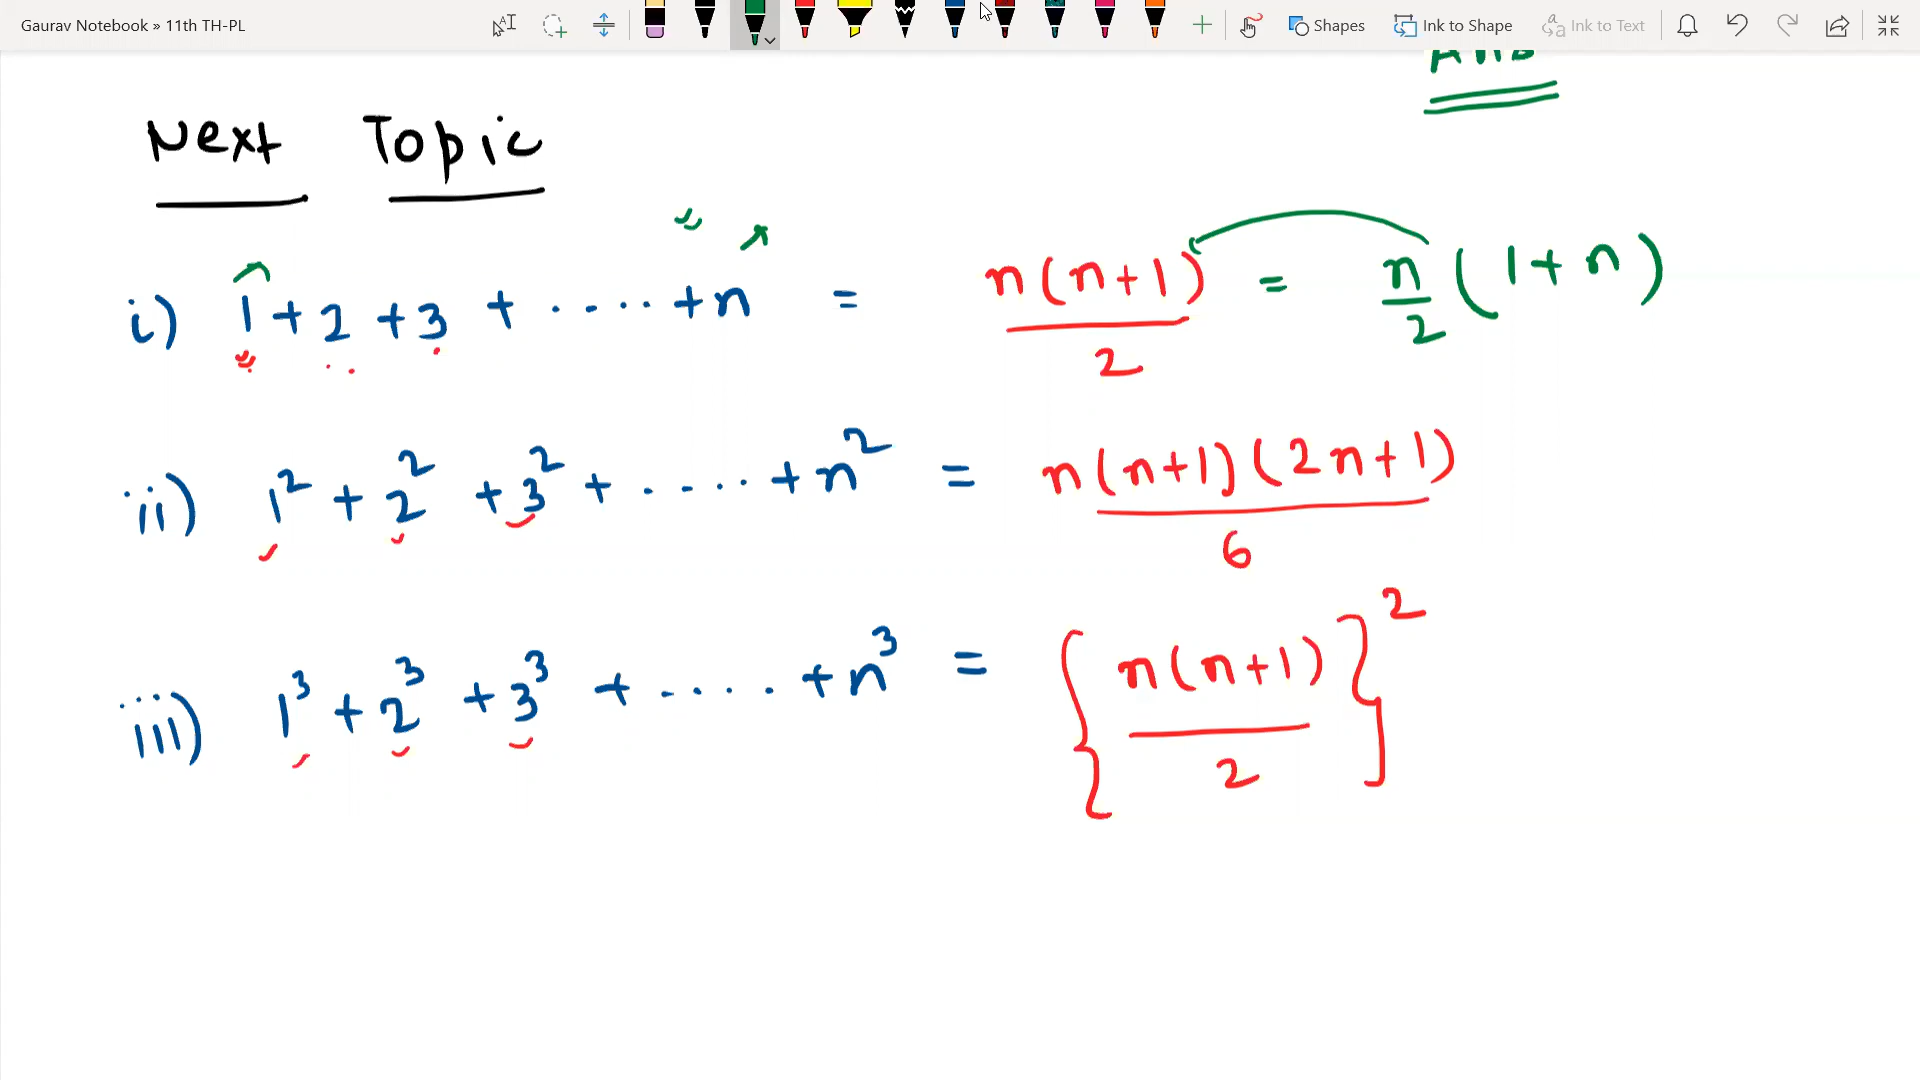 Gaurav Notebook » 11th TH-PL
Shapes
Ink to Shape
Ink to Text
Next Topic
i) 1 + 2 + 3 + ..... + n = n(n+1)/2 = n/2 (1 + n)
ii) 1² + 2² + 3² + ..... + n² = n(n+1)(2n+1)/6
iii) 1³ + 2³ + 3³ + ..... + n³ = {n(n+1)/2}²